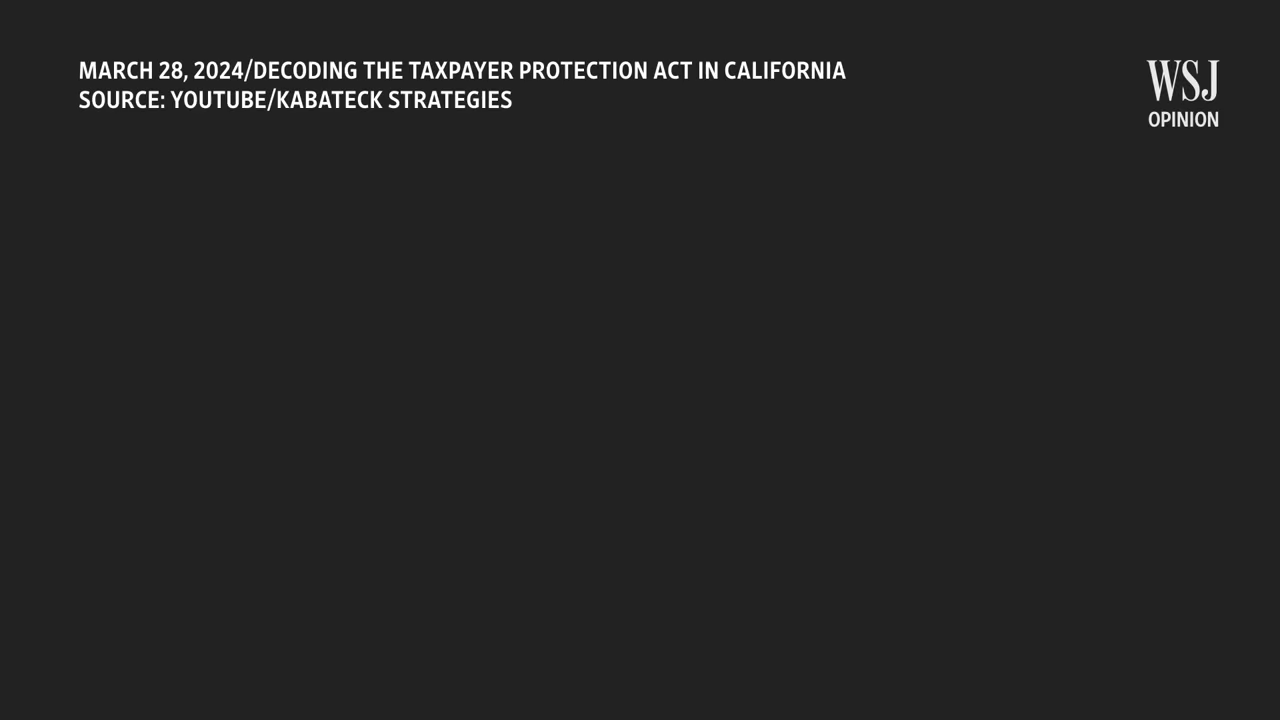 MARCH 28, 2024/DECODING THE TAXPAYER PROTECTION ACT IN CALIFORNIA
SOURCE: YOUTUBE/KABATECK STRATEGIES
WSJ
OPINION